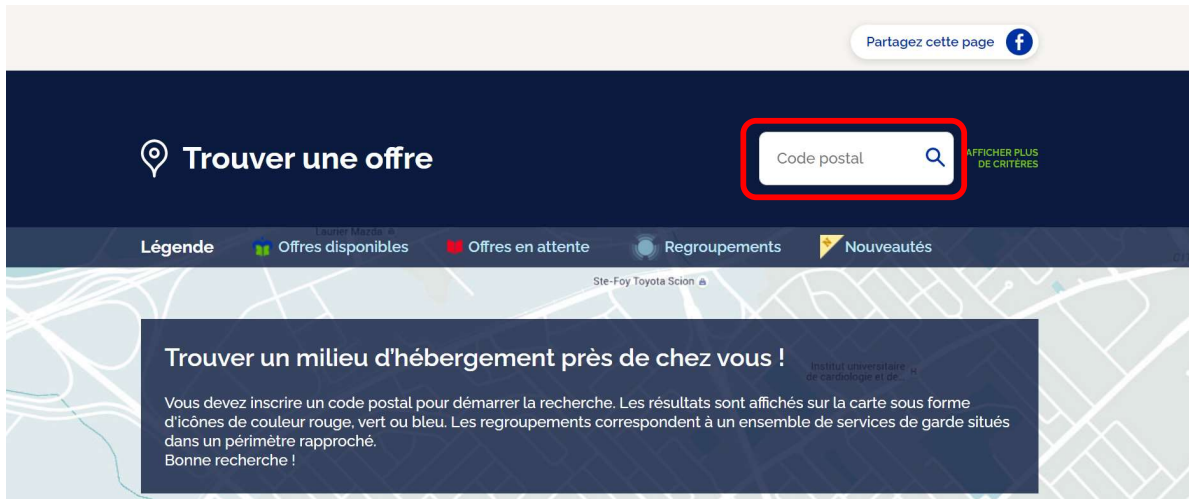 Partagez cette page
Trouver une offre
Code postal
AFFICHER PLUS
DE CRITÈRES
Laurier Mazda
Légende
Offres disponibles
Offres en attente
Regroupements
Nouveautés
Ste-Foy Toyota Scion
Trouver un milieu d'hébergement près de chez vous !
Institut universitaire
de cardiologie et de...
H
Vous devez inscrire un code postal pour démarrer la recherche. Les résultats sont affichés sur la carte sous forme
d'icônes de couleur rouge, vert ou bleu. Les regroupements correspondent à un ensemble de services de garde situés
dans un périmètre rapproché.
Bonne recherche !